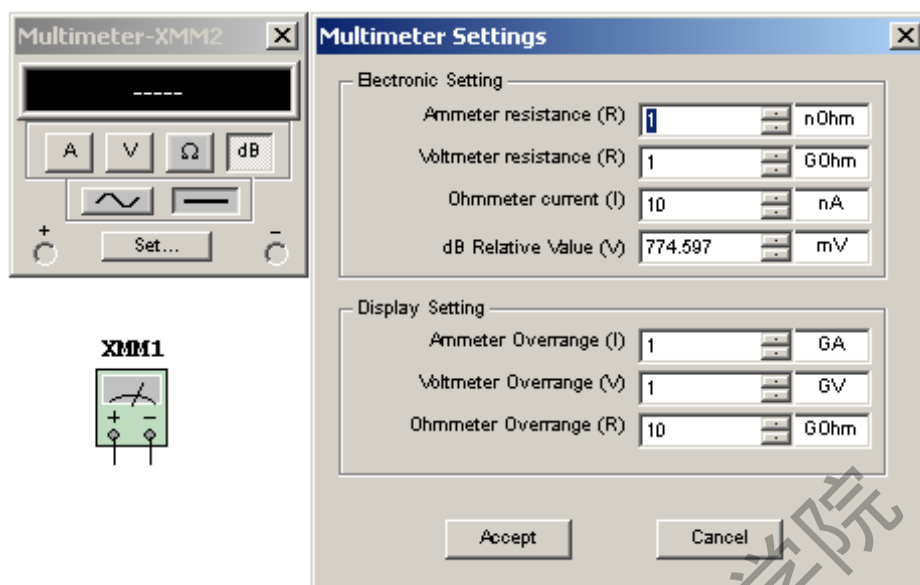 Multimeter-XMM2
-----
A V Ω dB
+ -
Set...
XMM1
+ -
Multimeter Settings
Electronic Setting
Ammeter resistance (R) 1 nOhm
Voltmeter resistance (R) 1 GOhm
Ohmmeter current (I) 10 nA
dB Relative Value (V) 774.597 mV
Display Setting
Ammeter Overrange (I) 1 GA
Voltmeter Overrange (V) 1 GV
Ohmmeter Overrange (R) 10 GOhm
Accept Cancel
学院